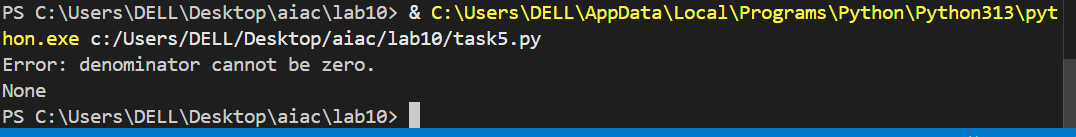 PS C:\Users\DELL\Desktop\aiac\lab10> & C:\Users\DELL\AppData\Local\Programs\Python\Python313\pyt
hon.exe c:/Users/DELL/Desktop/aiac/lab10/task5.py
Error: denominator cannot be zero.
None
PS C:\Users\DELL\Desktop\aiac\lab10>